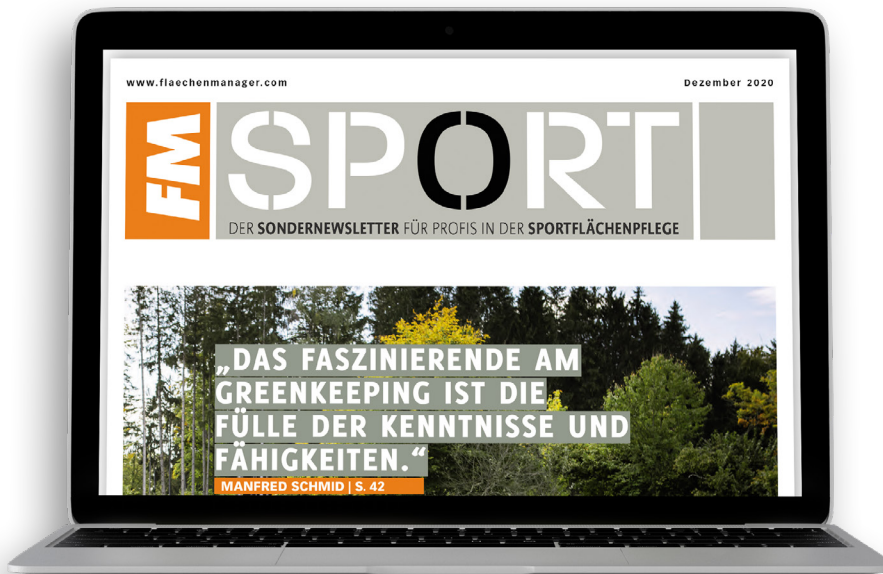 www.flaechenmanager.com
Dezember 2020
FM
SPORT
DER SONDERNEWSLETTER FÜR PROFIS IN DER SPORTFLÄCHENPFLEGE
„DAS FASZINIERENDE AM
GREENKEEPING IST DIE
FÜLLE DER KENNTNISSE UND
FÄHIGKEITEN.“
MANFRED SCHMID | S. 42